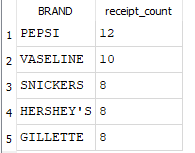 BRAND receipt_count
1 PEPSI 12
2 VASELINE 10
3 SNICKERS 8
4 HERSHEY'S 8
5 GILLETTE 8